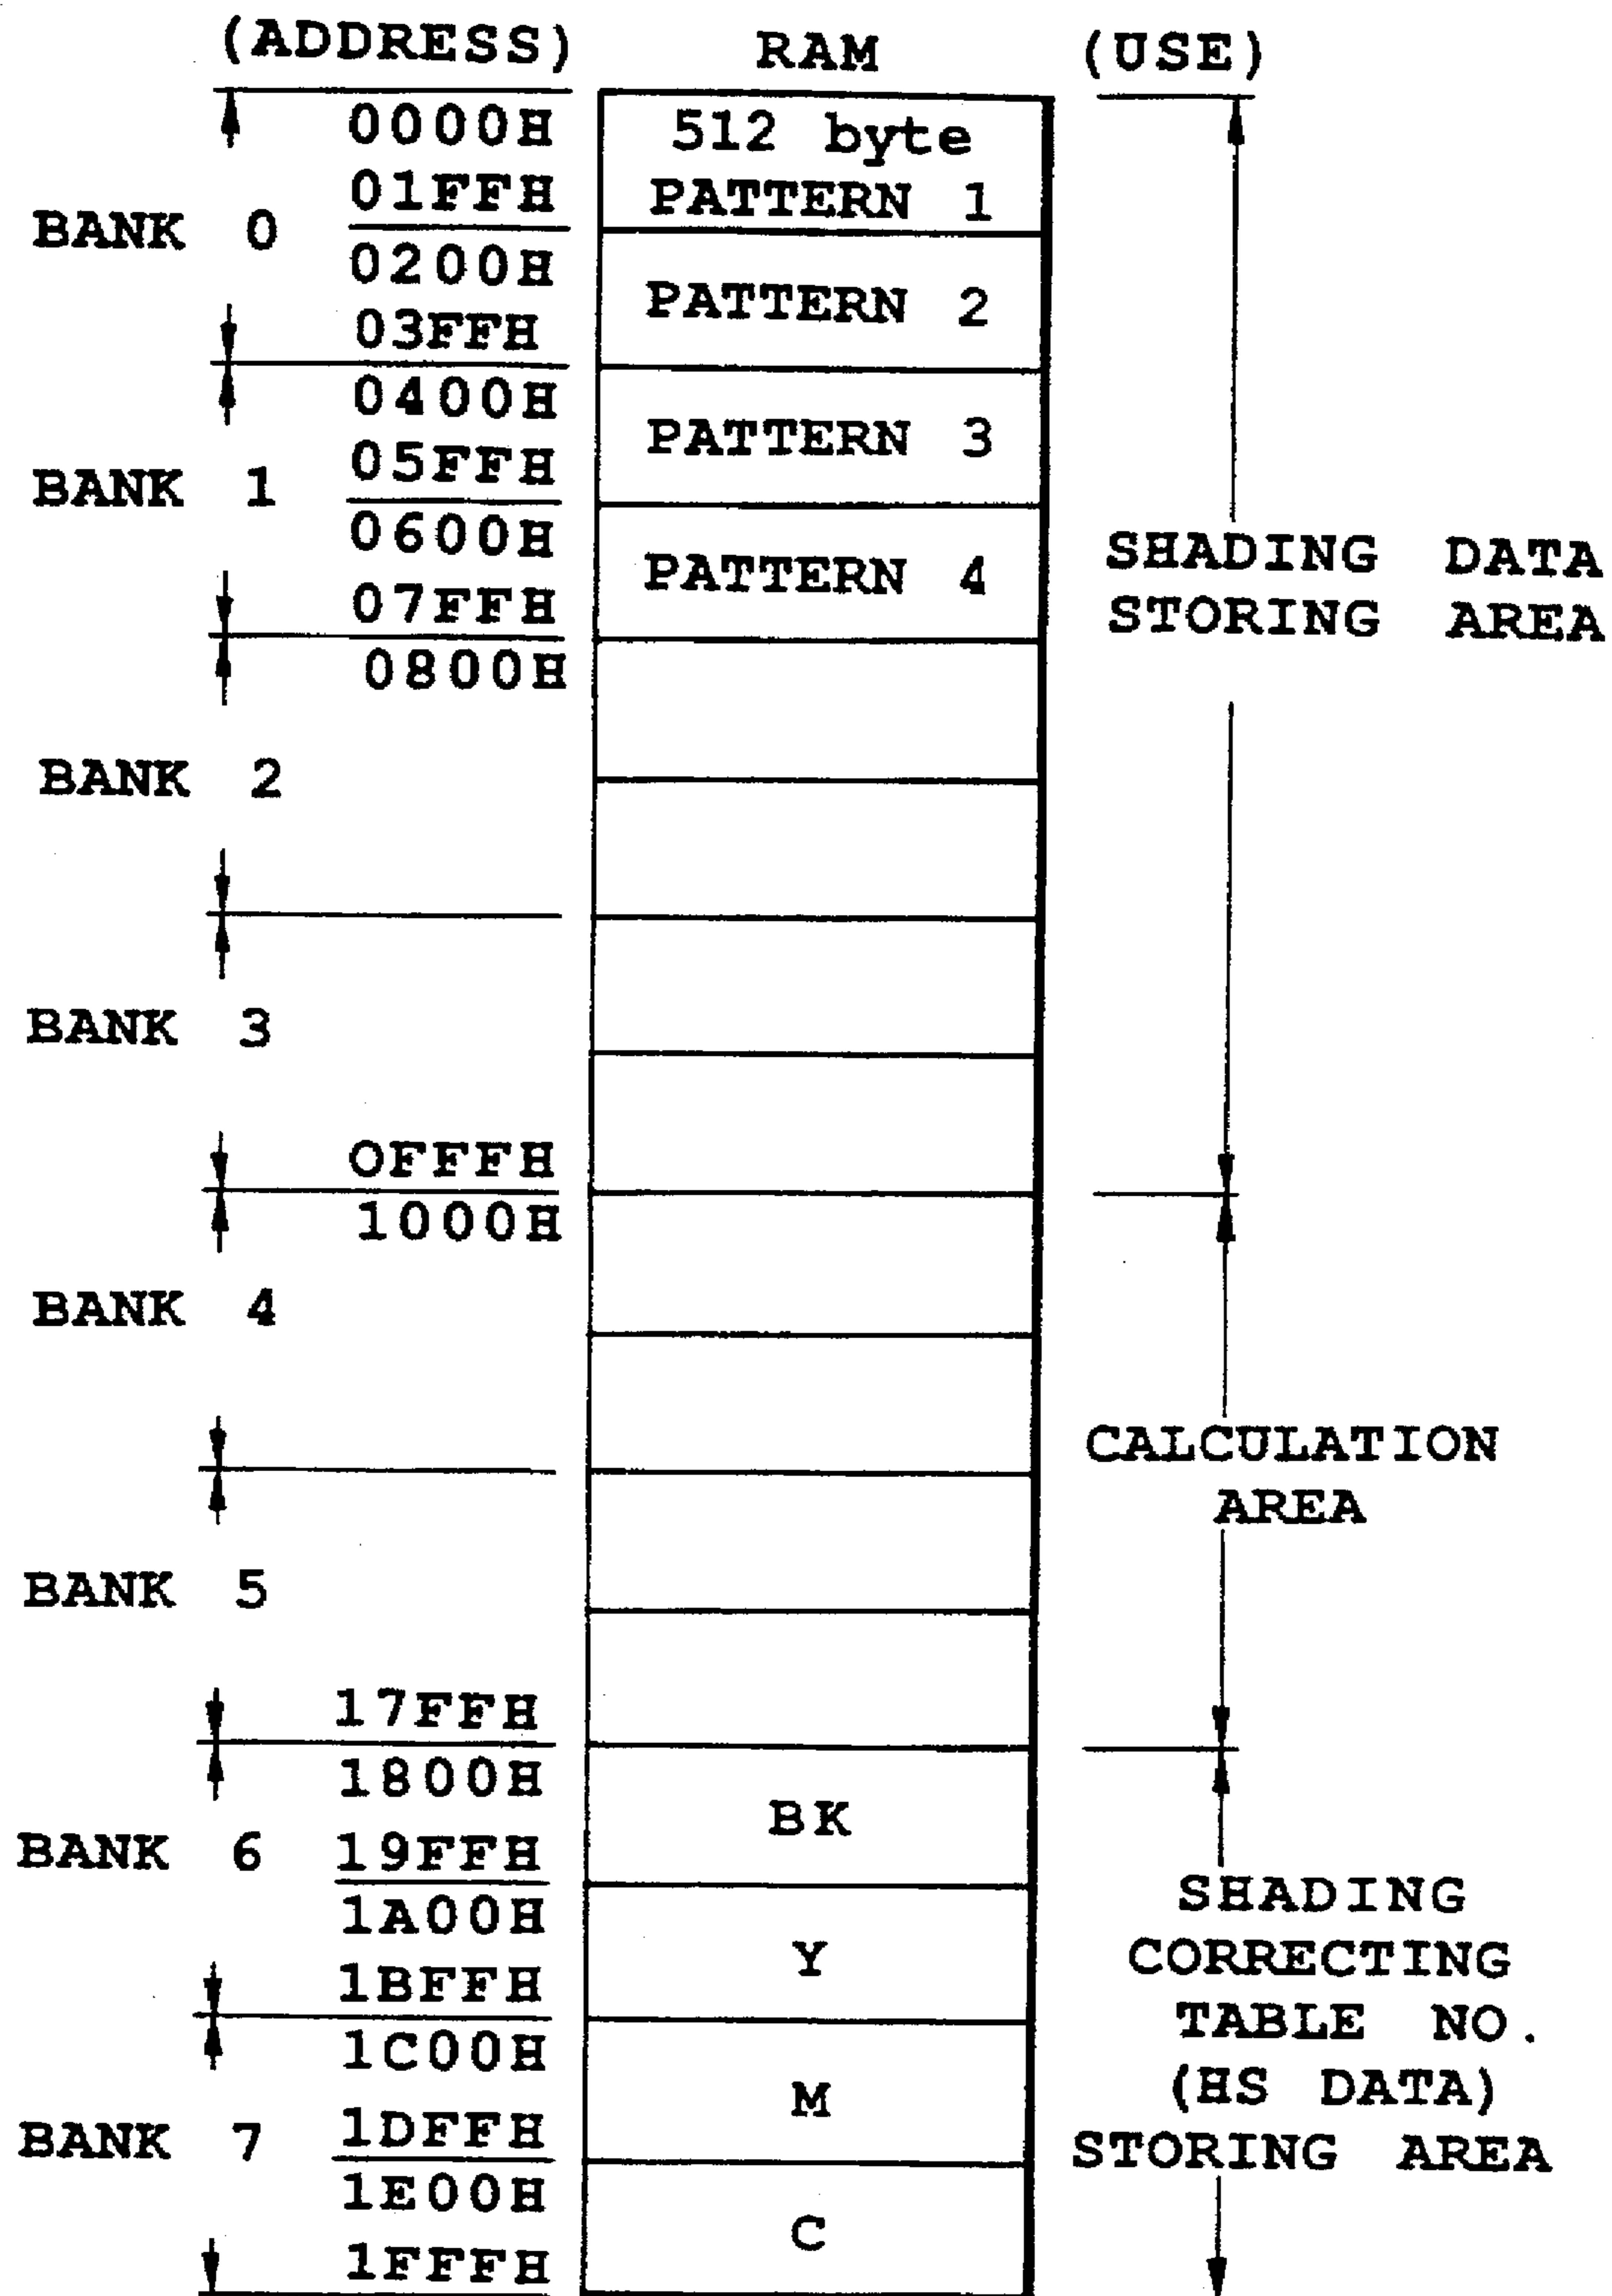 (ADDRESS) RAM (USE)
0000H 512 byte
01FFH PATTERN 1
BANK 0
0200H
PATTERN 2
03FFH
0400H
PATTERN 3
05FFH
BANK 1
0600H
PATTERN 4
07FFH
SHADING DATA
STORING AREA
0800H
BANK 2
BANK 3
0FFFH
1000H
BANK 4
CALCULATION
AREA
BANK 5
17FFH
1800H
BK
BANK 6 19FFH
1A00H
Y
1BFFH
SHADING
CORRECTING
TABLE NO.
(HS DATA)
STORING AREA
1C00H
M
BANK 7 1DFFH
1E00H
C
1FFFH